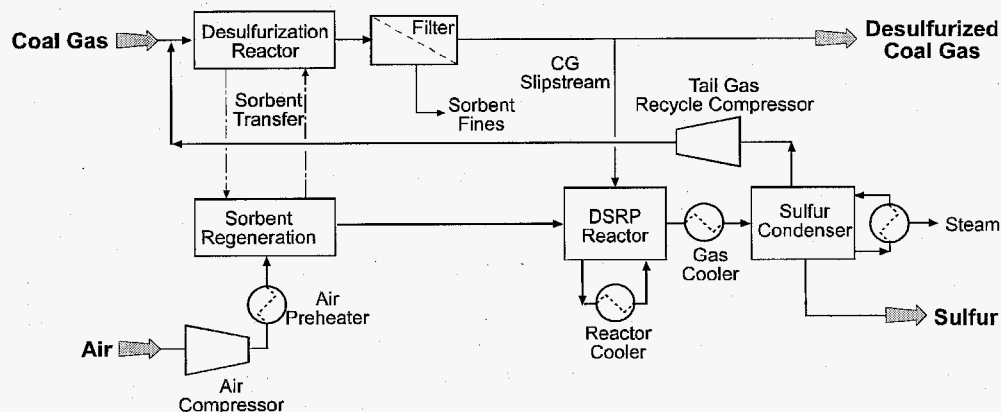 Coal Gas
Desulfurization
Reactor
Filter
Desulfurized
Coal Gas
CG
Slipstream
Tail Gas
Recycle Compressor
Sorbent
Transfer
Sorbent
Fines
Sorbent
Regeneration
DSRP
Reactor
Sulfur
Condenser
Steam
Gas
Cooler
Air
Preheater
Reactor
Cooler
Sulfur
Air
Air
Compressor